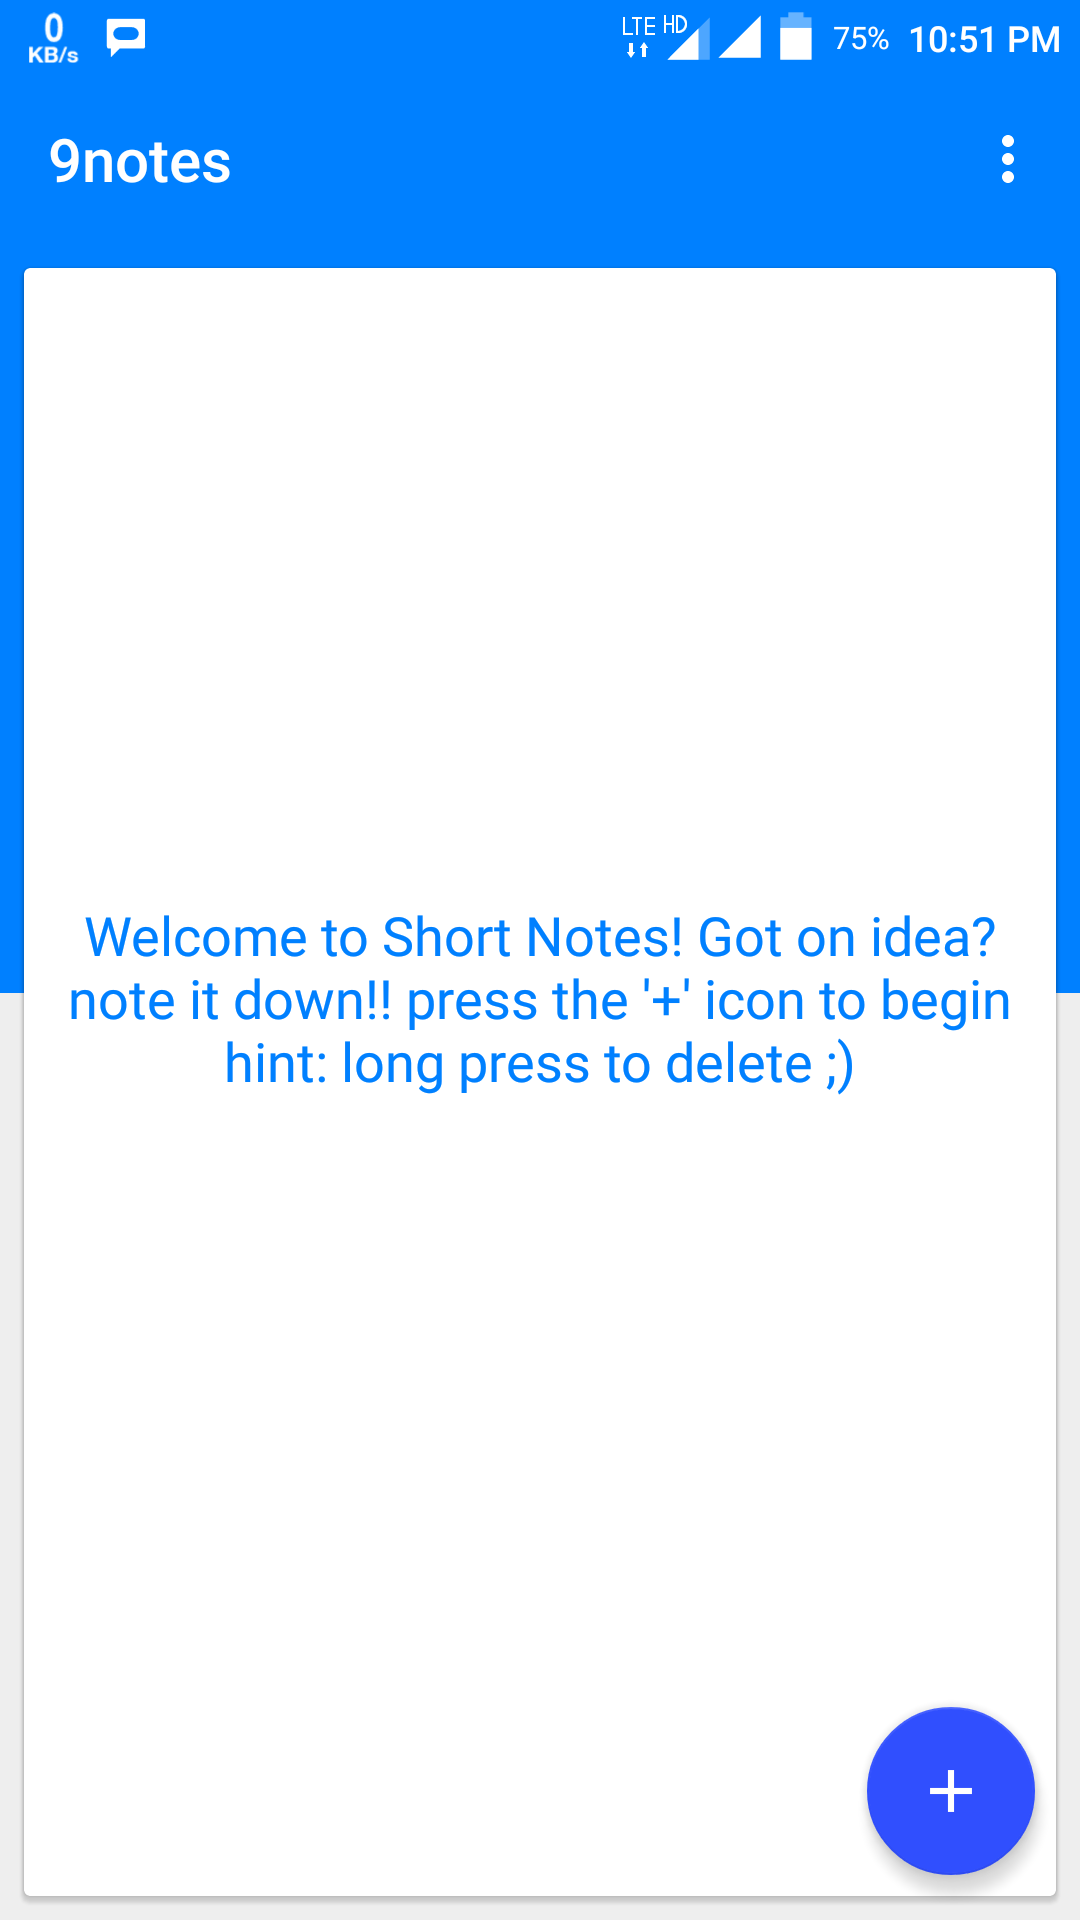 0
KB/s
LTE HD
75% 10:51 PM
9notes
Welcome to Short Notes! Got on idea?
note it down!! press the '+' icon to begin
hint: long press to delete ;)
+